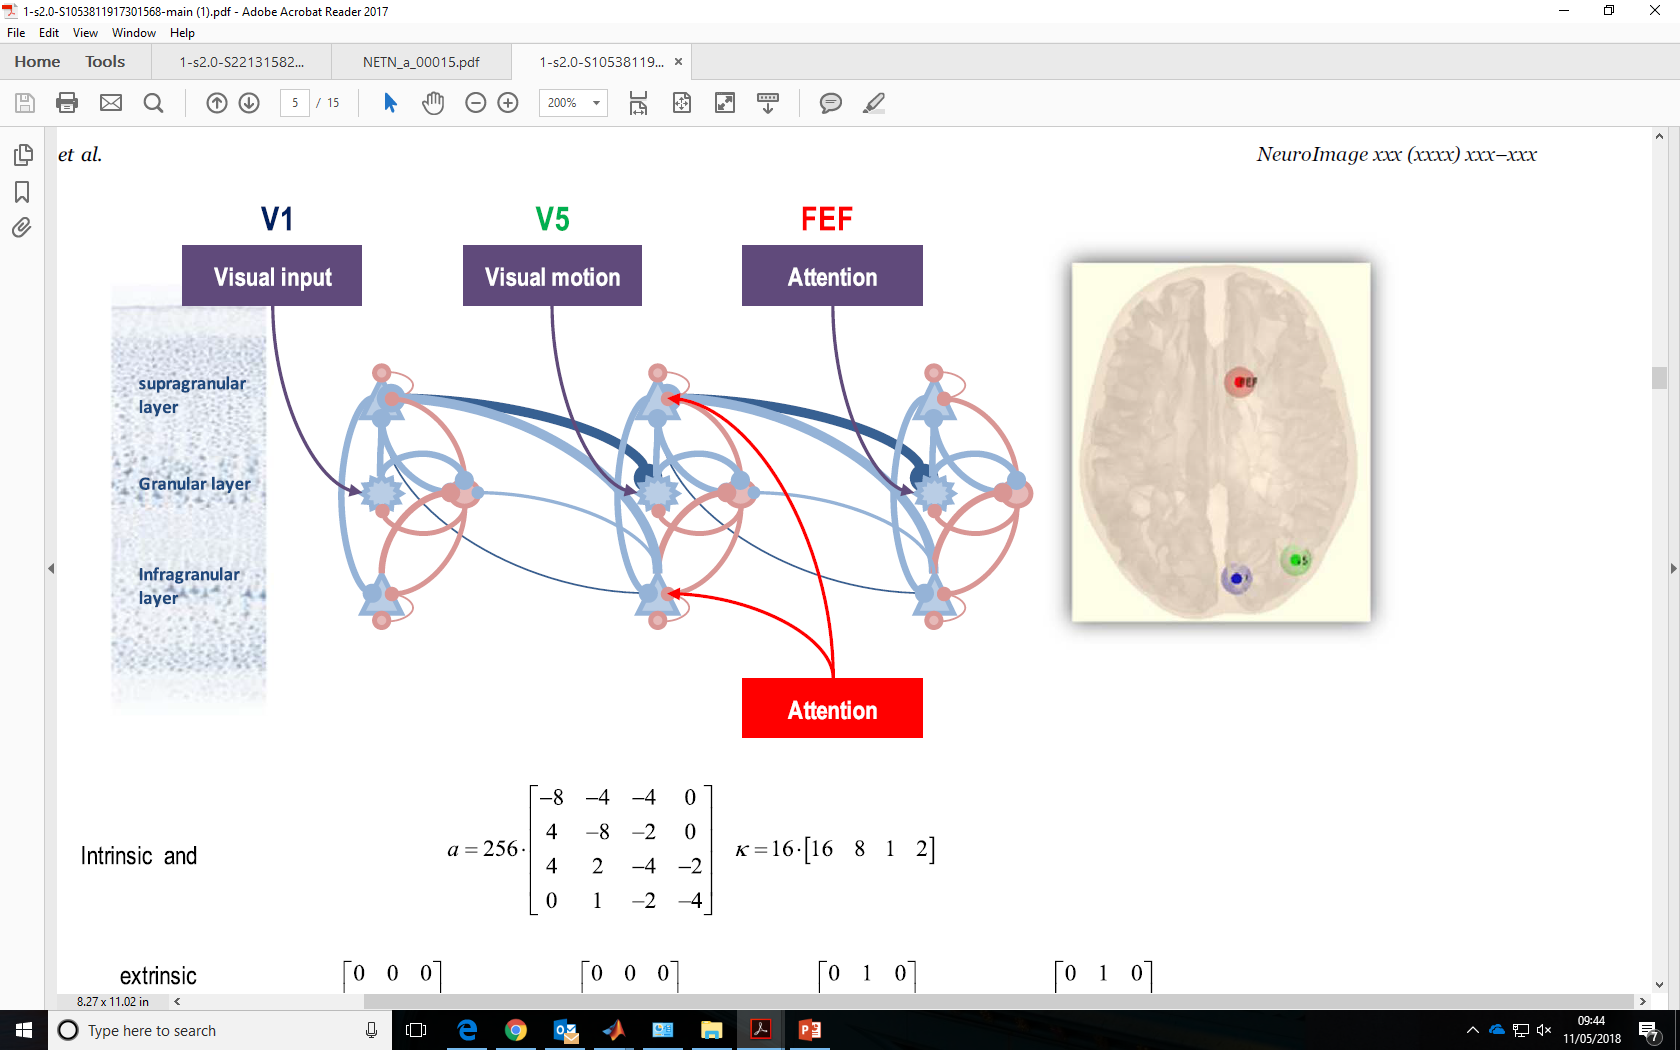 1-s2.0-S1053811917301568-main (1).pdf - Adobe Acrobat Reader 2017
File Edit View Window Help
Home Tools 1-s2.0-S22131582... NETN_a_00015.pdf 1-s2.0-S10538119... ×
5 / 15 200%
et al. NeuroImage xxx (xxxx) xxx–xxx
V1 V5 FEF
Visual input Visual motion Attention
supragranular
layer
Granular layer
Infragranular
layer
FEF
5
Attention
Intrinsic and
a = 256 · [−8 −4 −4 0
4 −8 −2 0
4 2 −4 −2
0 1 −2 −4]
κ = 16 · [16 8 1 2]
extrinsic
0 0 0 0 0 0 0 1 0 0 1 0
8.27 x 11.02 in
Type here to search
09:44
11/05/2018
7